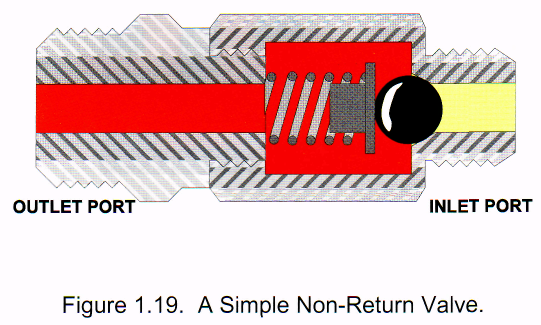 OUTLET PORT
INLET PORT
Figure 1.19.  A Simple Non-Return Valve.